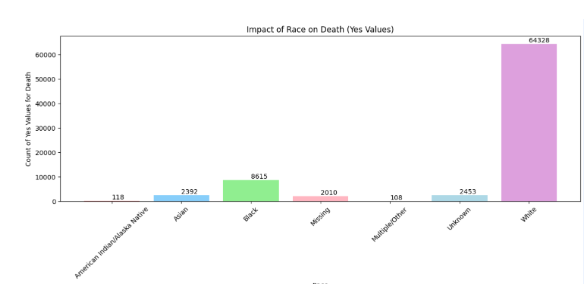 Impact of Race on Death (Yes Values)
Count of Yes Values for Death
60000
50000
40000
30000
20000
10000
0
118
2392
8615
2010
108
2453
64328
American Indian/Alaska Native
Asian
Black
Missing
Multiple/Other
Unknown
White